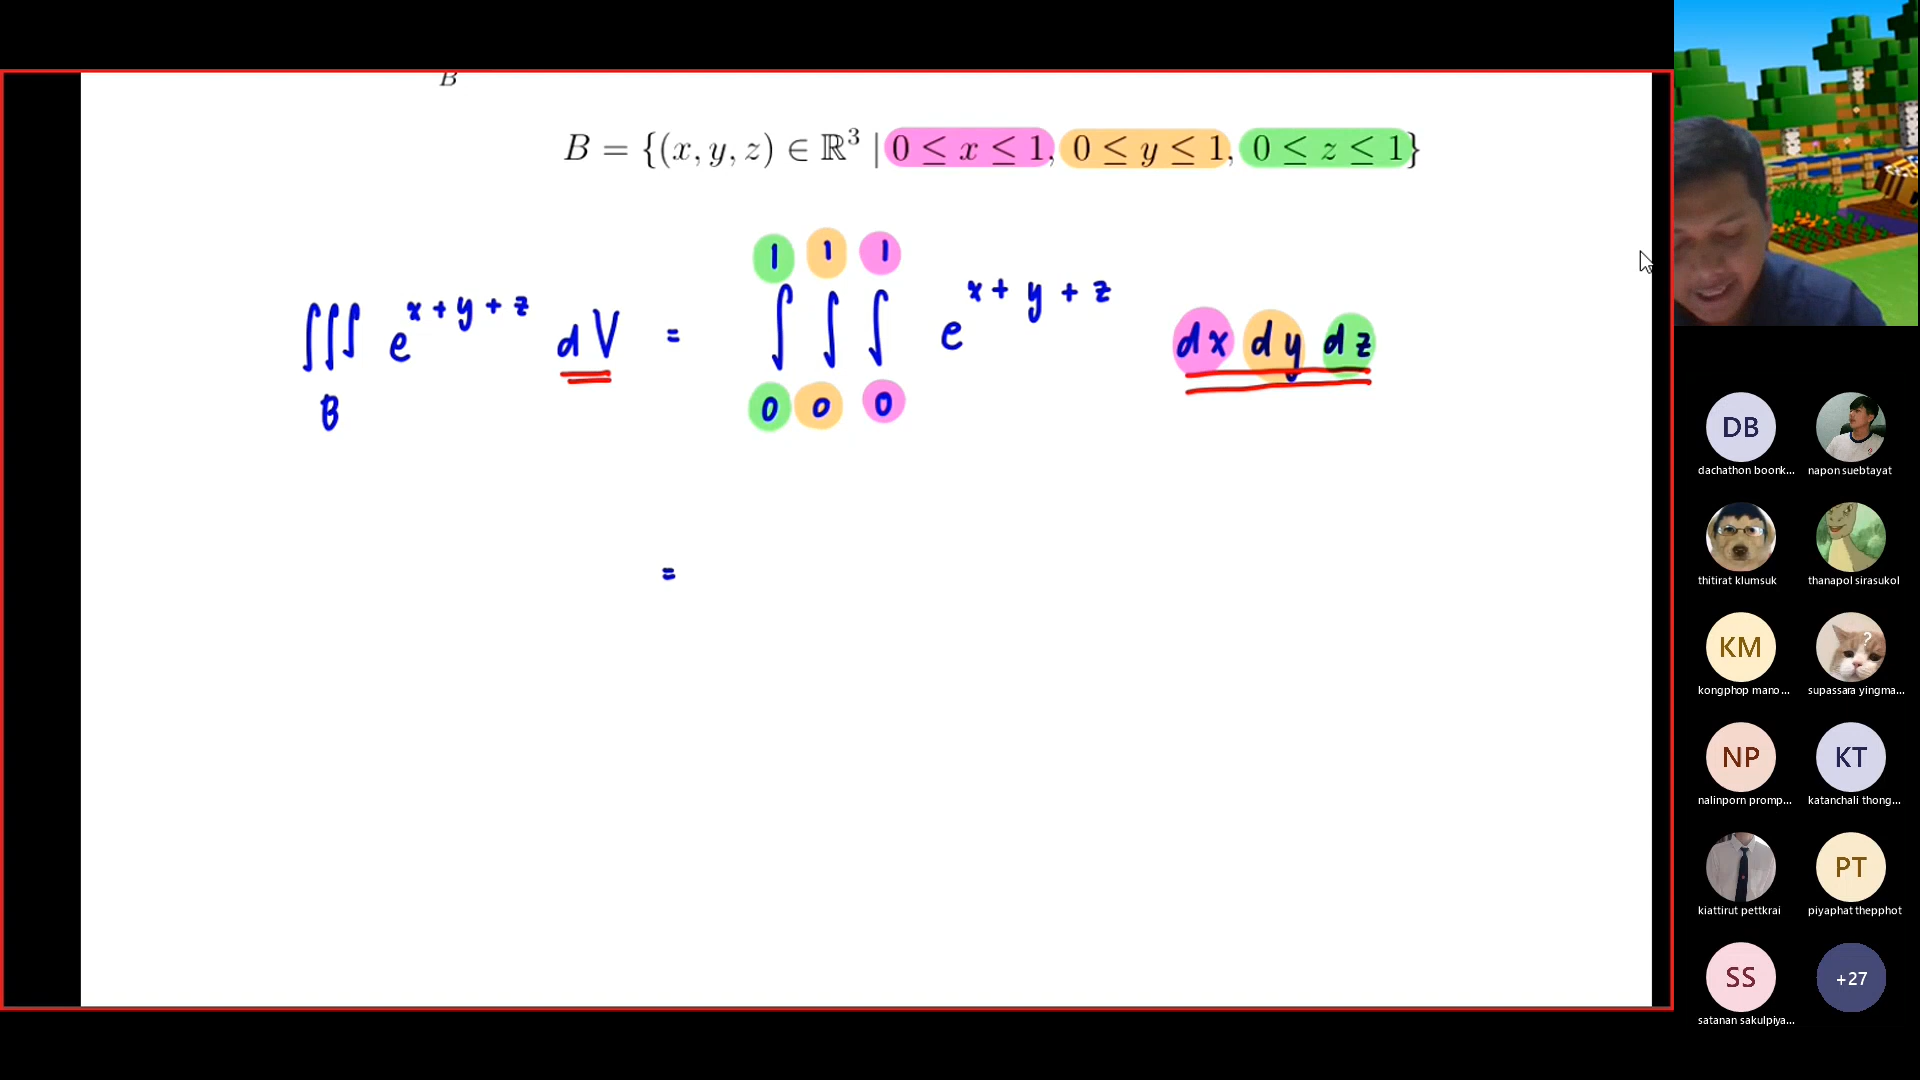 B
B = {(x, y, z) ∈ ℝ³ | 0 ≤ x ≤ 1, 0 ≤ y ≤ 1, 0 ≤ z ≤ 1}
1 1 1
∭ e^{x+y+z} dV = ∫ ∫ ∫ e^{x+y+z} dx dy dz
B 0 0 0
=
DB
dachathon boonk... napon suebtayat
thitirat klumsuk thanapol sirasukol
KM ?
kongphop mano... supassara yingma...
NP KT
nalinporn promp... katanchali thong...
PT
kiattirut pettkrai piyaphat thepphot
SS +27
satanan sakulpiya...